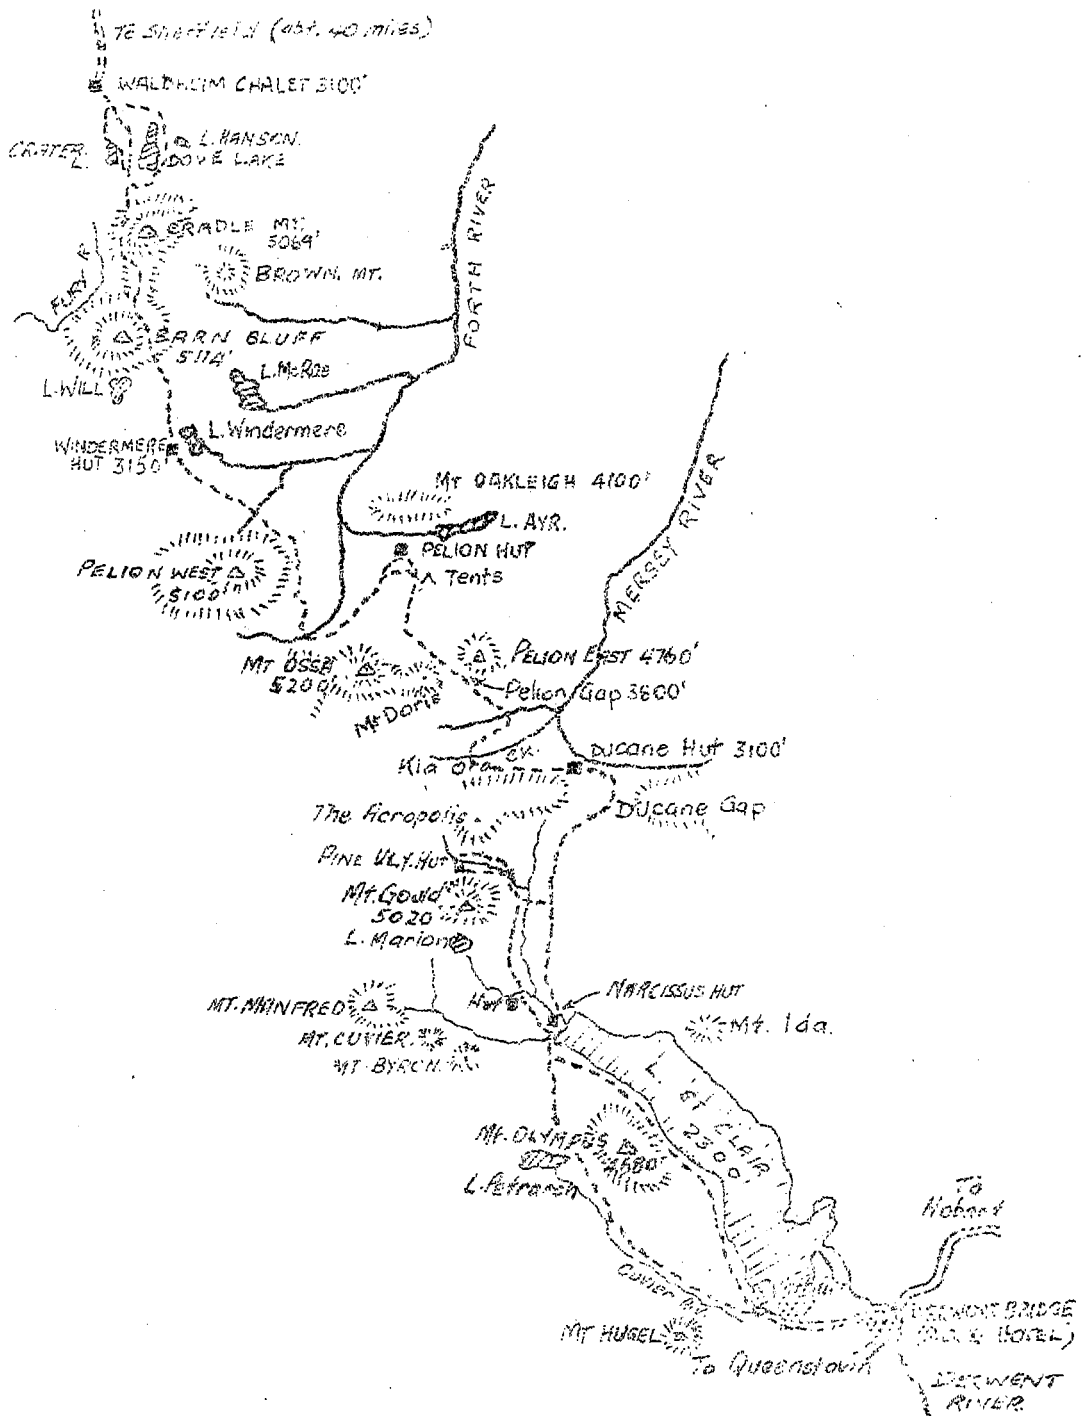 To Sheffield (abt. 40 miles)
WALDHEIM CHALET 3100'
CRATER
L.
L. HANSON.
DOVE LAKE
CRADLE MT.
5069'
FURY R
BROWN. MT.
FORTH RIVER
BARN BLUFF
5114'
L. WILL
L. McRae
L. Windermere
WINDERMERE
HUT 3150'
MT OAKLEIGH 4100'
L. AYR.
PELION HUT
Tents
PELION WEST
5100'
MERSEY RIVER
MT OSSA
5200'
Mt Doris
PELION EAST 4760'
Pelion Gap 3800'
Kia Ora Ck.
DUCANE HUT 3100'
DUCANE Gap
The Acropolis
PINE VLY. HUT
Mt. Gould
5020
L. Marion
Hut
NARCISSUS HUT
MT. MANFRED
MT. CUVIER.
MT. BYRON.
Mt. Ida.
L. ST CLAIR
2300'
Mt. OLYMPUS
L. Petrarch
Cuvier
MT HUGEL
To Queenstown
To
Hobart
DERWENT BRIDGE
(P.O. & HOTEL)
DERWENT
RIVER.